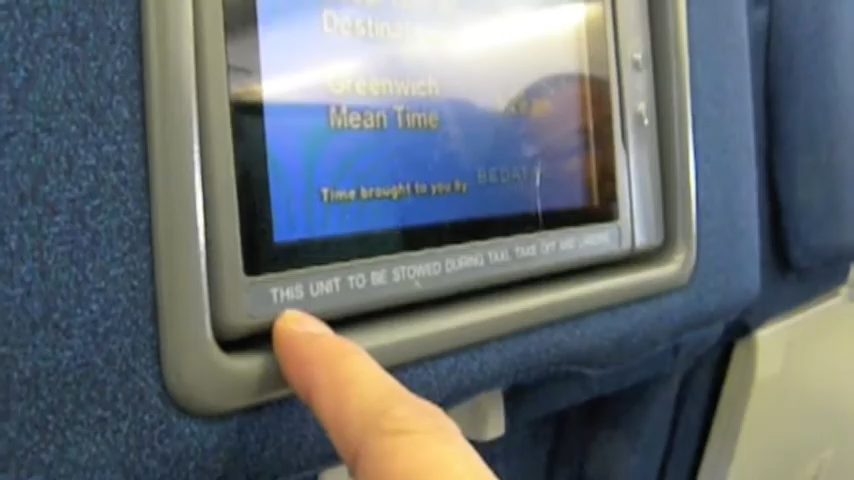 Greenwich
Mean Time
Time brought to you by
THIS UNIT TO BE STOWED DURING TAXI, TAKE OFF AND LANDING